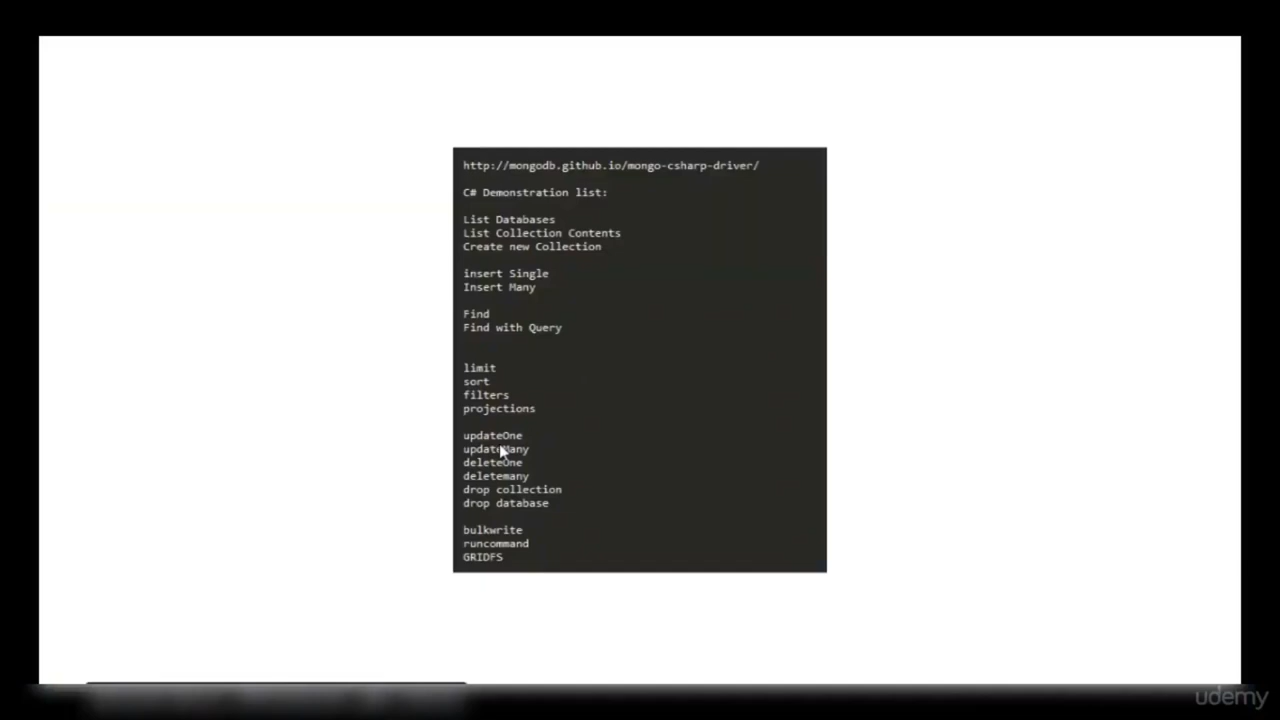 http://mongodb.github.io/mongo-csharp-driver/
C# Demonstration list:
List Databases
List Collection Contents
Create new Collection
insert Single
Insert Many
Find
Find with Query
limit
sort
filters
projections
updateOne
updateMany
deleteOne
deletemany
drop collection
drop database
bulkwrite
runcommand
GRIDFS
udemy